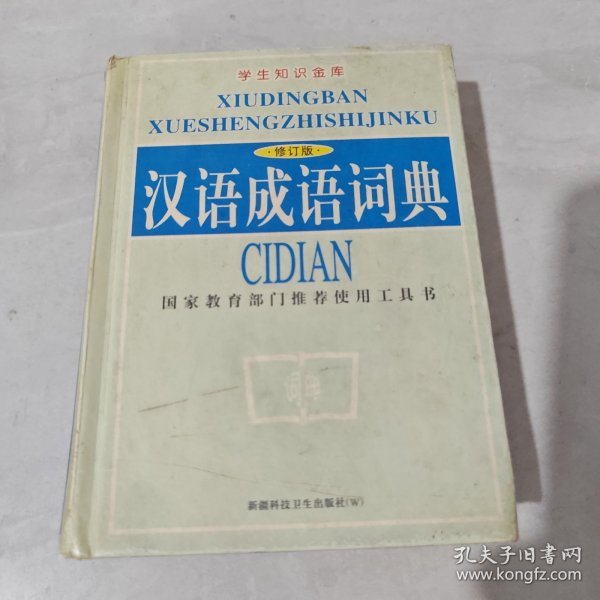 学生知识金库
XIUDINGBAN
XUESHENGZHISHIJINKU
·修订版·
汉语成语词典
CIDIAN
国家教育部门推荐使用工具书
词典
新疆科技卫生出版社(W)
孔夫子旧书网
www.kongfz.com